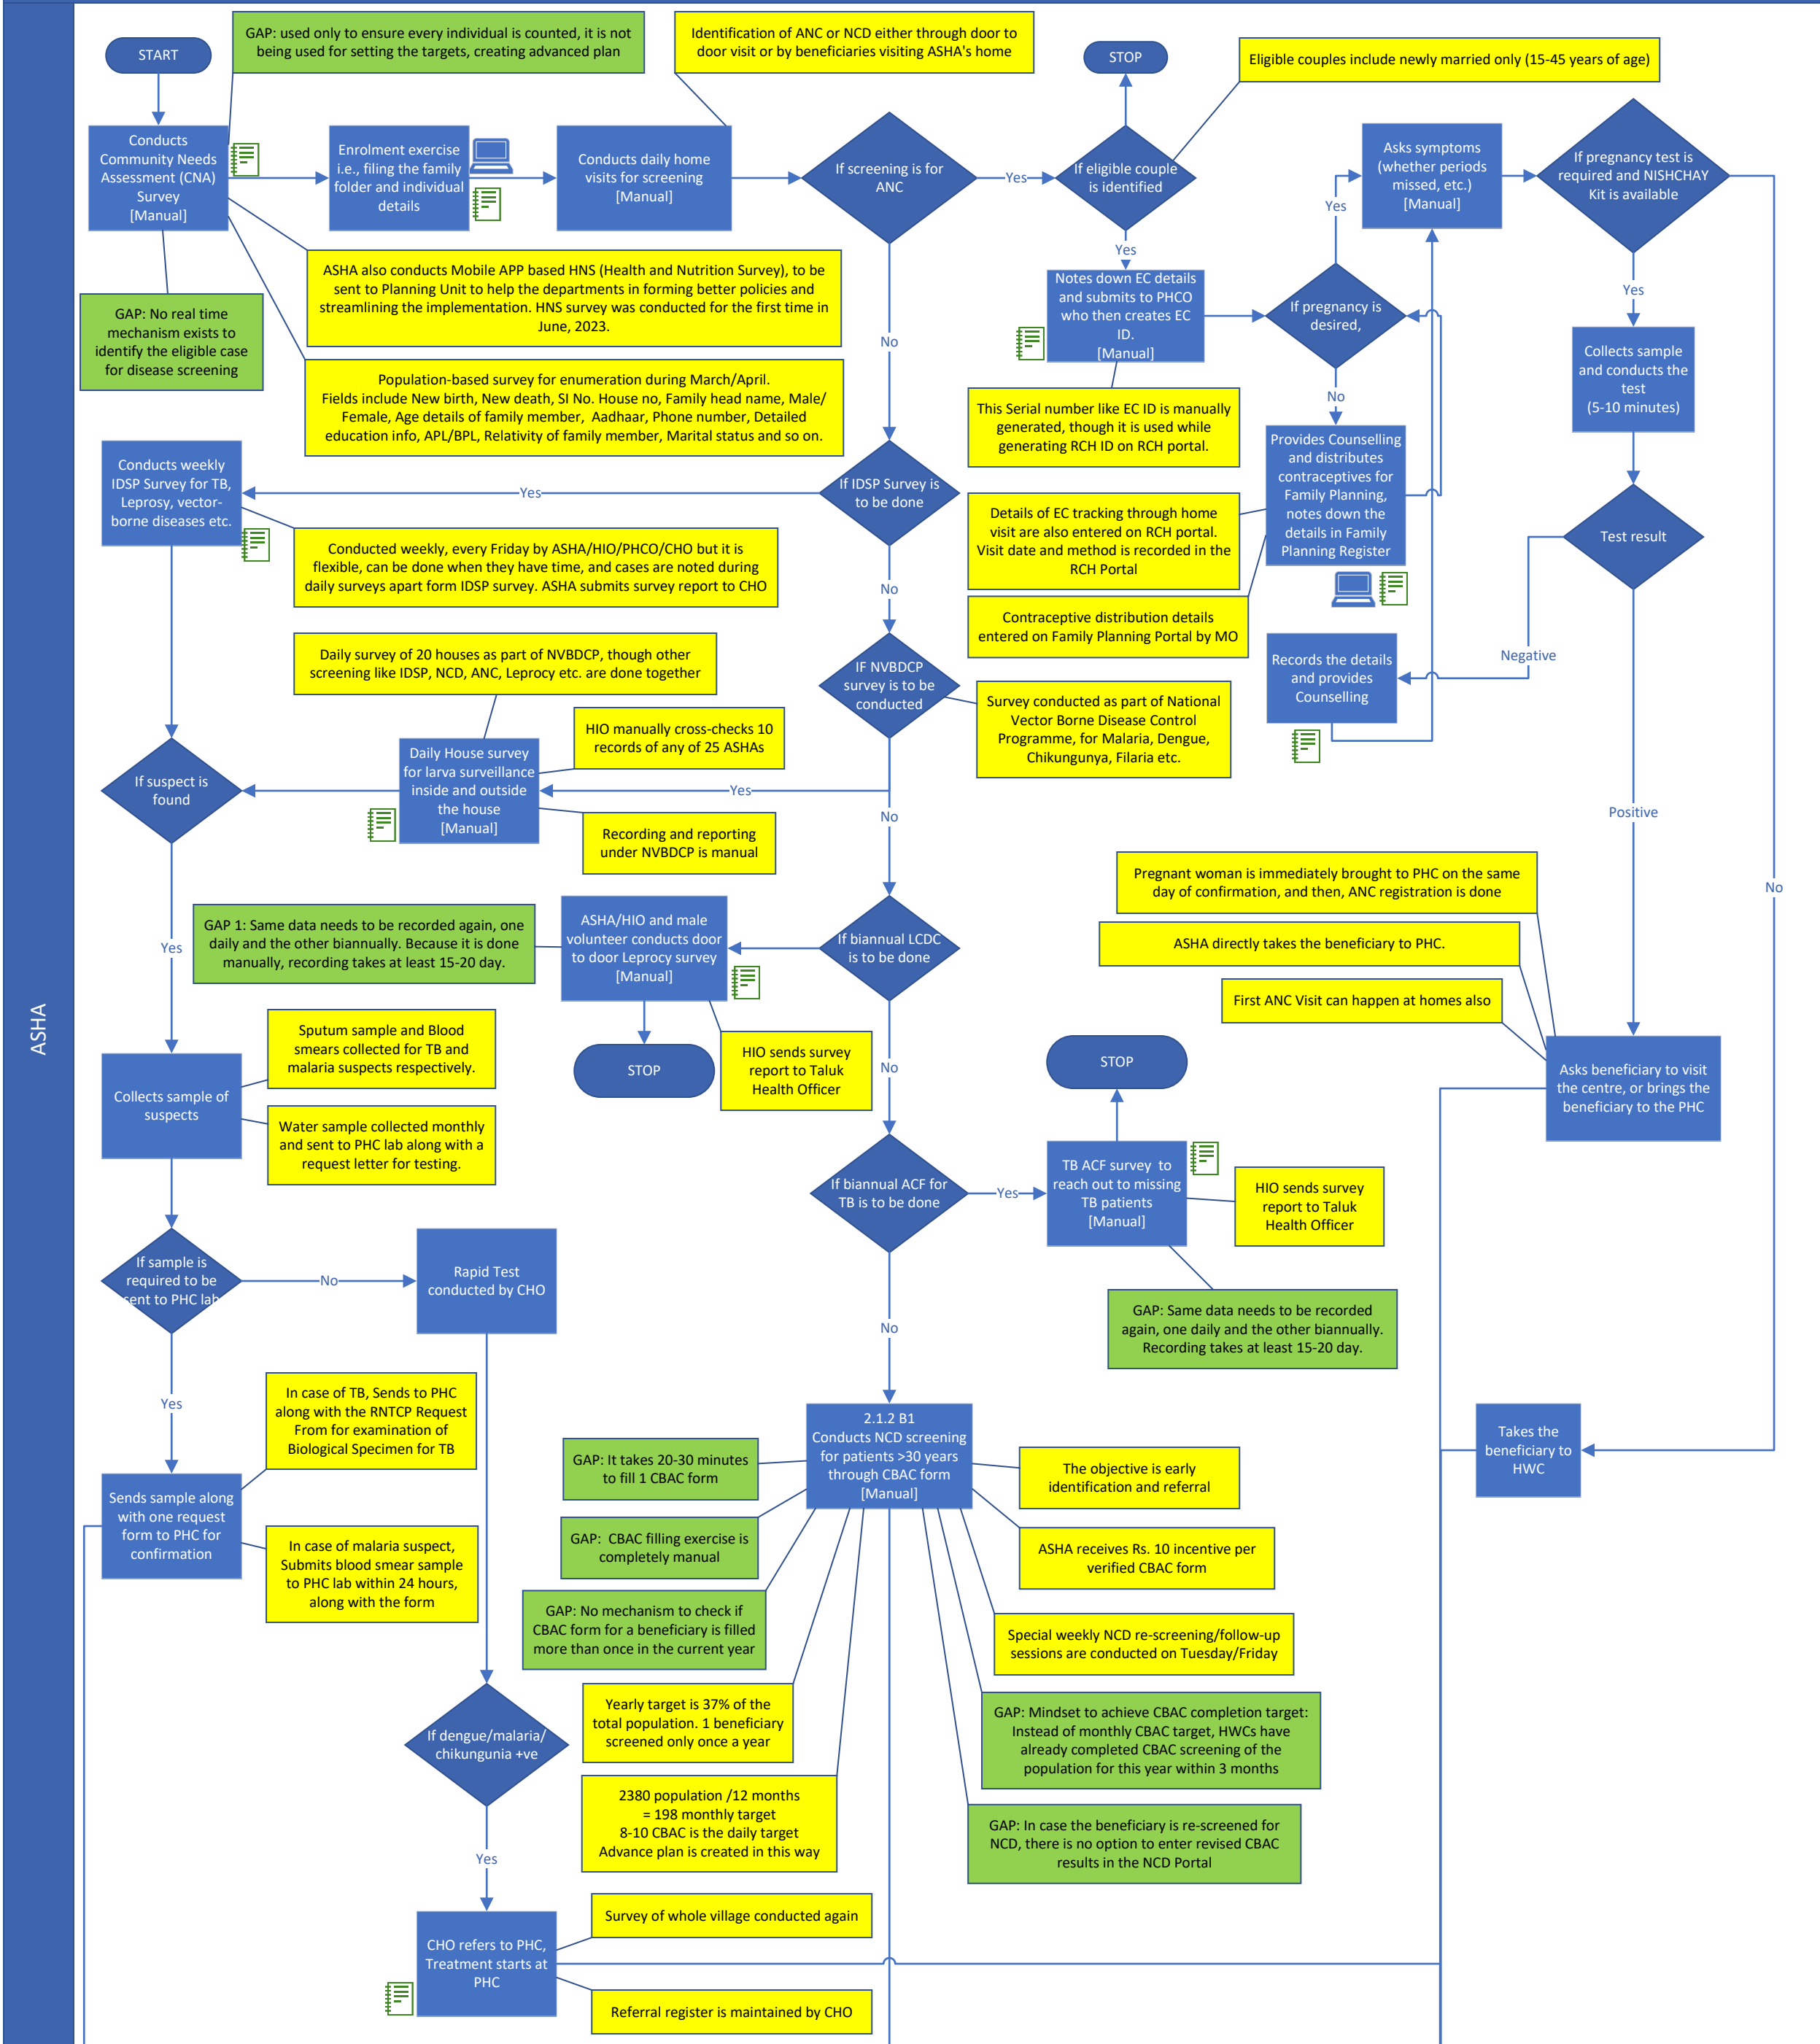 ASHA
START
GAP: used only to ensure every individual is counted, it is not
being used for setting the targets, creating advanced plan
Identification of ANC or NCD either through door to
door visit or by beneficiaries visiting ASHA's home
STOP
Eligible couples include newly married only (15-45 years of age)
Conducts
Community Needs
Assessment (CNA)
Survey
[Manual]
Enrolment exercise
i.e., filing the family
folder and individual
details
Conducts daily home
visits for screening
[Manual]
If screening is for
ANC
Yes
If eligible couple
is identified
Asks symptoms
(whether periods
missed, etc.)
[Manual]
If pregnancy test is
required and NISHCHAY
Kit is available
Yes
Yes
Notes down EC details
and submits to PHCO
who then creates EC
ID.
[Manual]
If pregnancy is
desired,
Yes
ASHA also conducts Mobile APP based HNS (Health and Nutrition Survey), to be
sent to Planning Unit to help the departments in forming better policies and
streamlining the implementation. HNS survey was conducted for the first time in
June, 2023.
GAP: No real time
mechanism exists to
identify the eligible case
for disease screening
No
Population-based survey for enumeration during March/April.
Fields include New birth, New death, SI No. House no, Family head name, Male/
Female, Age details of family member,  Aadhaar, Phone number, Detailed
education info, APL/BPL, Relativity of family member, Marital status and so on.
Collects sample
and conducts the
test
(5-10 minutes)
No
This Serial number like EC ID is manually
generated, though it is used while
generating RCH ID on RCH portal.
Provides Counselling
and distributes
contraceptives for
Family Planning,
notes down the
details in Family
Planning Register
Conducts weekly
IDSP Survey for TB,
Leprosy, vector-
borne diseases etc.
Yes
If IDSP Survey is
to be done
Details of EC tracking through home
visit are also entered on RCH portal.
Visit date and method is recorded in the
RCH Portal
Test result
Conducted weekly, every Friday by ASHA/HIO/PHCO/CHO but it is
flexible, can be done when they have time, and cases are noted during
daily surveys apart form IDSP survey. ASHA submits survey report to CHO
No
Contraceptive distribution details
entered on Family Planning Portal by MO
Daily survey of 20 houses as part of NVBDCP, though other
screening like IDSP, NCD, ANC, Leprocy etc. are done together
IF NVBDCP
survey is to be
conducted
Records the details
and provides
Counselling
Negative
Survey conducted as part of National
Vector Borne Disease Control
Programme, for Malaria, Dengue,
Chikungunya, Filaria etc.
HIO manually cross-checks 10
records of any of 25 ASHAs
Daily House survey
for larva surveillance
inside and outside
the house
[Manual]
If suspect is
found
Yes
No
Positive
Recording and reporting
under NVBDCP is manual
Pregnant woman is immediately brought to PHC on the same
day of confirmation, and then, ANC registration is done
No
GAP 1: Same data needs to be recorded again, one
daily and the other biannually. Because it is done
manually, recording takes at least 15-20 day.
ASHA/HIO and male
volunteer conducts door
to door Leprocy survey
[Manual]
If biannual LCDC
is to be done
ASHA directly takes the beneficiary to PHC.
Yes
First ANC Visit can happen at homes also
Sputum sample and Blood
smears collected for TB and
malaria suspects respectively.
STOP
HIO sends survey
report to Taluk
Health Officer
No
STOP
Asks beneficiary to visit
the centre, or brings the
beneficiary to the PHC
Collects sample of
suspects
Water sample collected monthly
and sent to PHC lab along with a
request letter for testing.
If biannual ACF for
TB is to be done
Yes
TB ACF survey  to
reach out to missing
TB patients
[Manual]
HIO sends survey
report to Taluk
Health Officer
If sample is
required to be
sent to PHC lab
No
Rapid Test
conducted by CHO
GAP: Same data needs to be recorded
again, one daily and the other biannually.
Recording takes at least 15-20 day.
No
Yes
In case of TB, Sends to PHC
along with the RNTCP Request
From for examination of
Biological Specimen for TB
2.1.2 B1
Conducts NCD screening
for patients >30 years
through CBAC form
[Manual]
Takes the
beneficiary to
HWC
GAP: It takes 20-30 minutes
to fill 1 CBAC form
The objective is early
identification and referral
Sends sample along
with one request
form to PHC for
confirmation
In case of malaria suspect,
Submits blood smear sample
to PHC lab within 24 hours,
along with the form
GAP:  CBAC filling exercise is
completely manual
ASHA receives Rs. 10 incentive per
verified CBAC form
GAP: No mechanism to check if
CBAC form for a beneficiary is filled
more than once in the current year
Special weekly NCD re-screening/follow-up
sessions are conducted on Tuesday/Friday
Yearly target is 37% of the
total population. 1 beneficiary
screened only once a year
GAP: Mindset to achieve CBAC completion target:
Instead of monthly CBAC target, HWCs have
already completed CBAC screening of the
population for this year within 3 months
If dengue/malaria/
chikungunia +ve
2380 population /12 months
= 198 monthly target
8-10 CBAC is the daily target
Advance plan is created in this way
GAP: In case the beneficiary is re-screened for
NCD, there is no option to enter revised CBAC
results in the NCD Portal
Yes
Survey of whole village conducted again
CHO refers to PHC,
Treatment starts at
PHC
Referral register is maintained by CHO